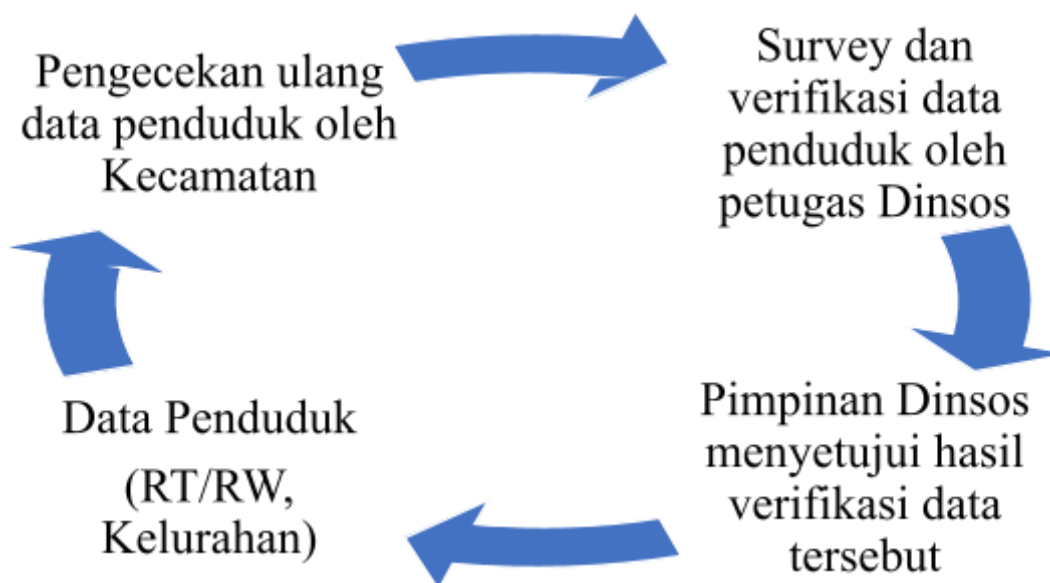 Pengecekan ulang
data penduduk oleh
Kecamatan
Survey dan
verifikasi data
penduduk oleh
petugas Dinsos
Data Penduduk
(RT/RW,
Kelurahan)
Pimpinan Dinsos
menyetujui hasil
verifikasi data
tersebut